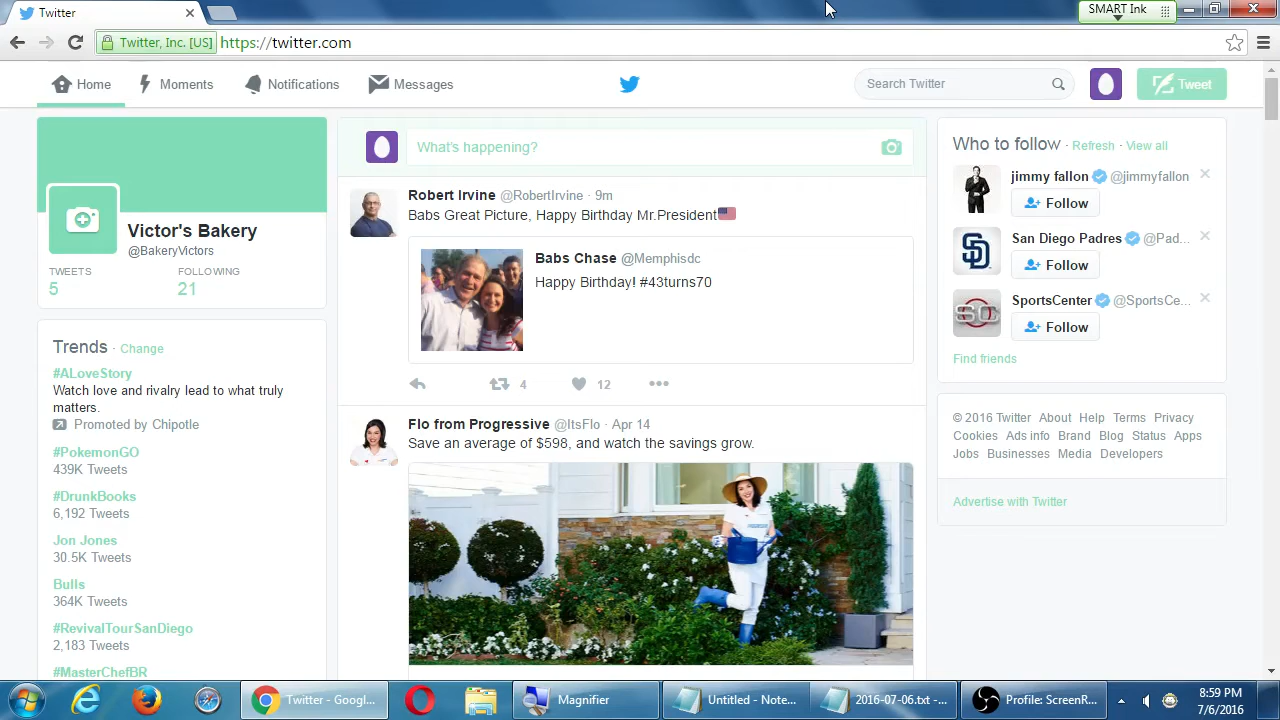 Twitter
SMART Ink
Twitter, Inc. [US] https://twitter.com
Home
Moments
Notifications
Messages
Search Twitter
Tweet
Victor's Bakery
@BakeryVictors
TWEETS FOLLOWING
5 21
Trends · Change
#ALoveStory
Watch love and rivalry lead to what truly
matters.
Promoted by Chipotle
#PokemonGO
439K Tweets
#DrunkBooks
6,192 Tweets
Jon Jones
30.5K Tweets
Bulls
364K Tweets
#RevivalTourSanDiego
2,183 Tweets
#MasterChefBR
What's happening?
Robert Irvine @RobertIrvine · 9m
Babs Great Picture, Happy Birthday Mr.President🇺🇸
Babs Chase @Memphisdc
Happy Birthday! #43turns70
4 12
Flo from Progressive @ItsFlo · Apr 14
Save an average of $598, and watch the savings grow.
Who to follow · Refresh · View all
jimmy fallon @jimmyfallon
Follow
San Diego Padres @Pad...
Follow
SportsCenter @SportsCe...
SC
Follow
Find friends
© 2016 Twitter About Help Terms Privacy
Cookies Ads info Brand Blog Status Apps
Jobs Businesses Media Developers
Advertise with Twitter
Twitter - Googl...
Magnifier
Untitled - Note...
2016-07-06.txt -...
Profile: ScreenR...
8:59 PM
7/6/2016